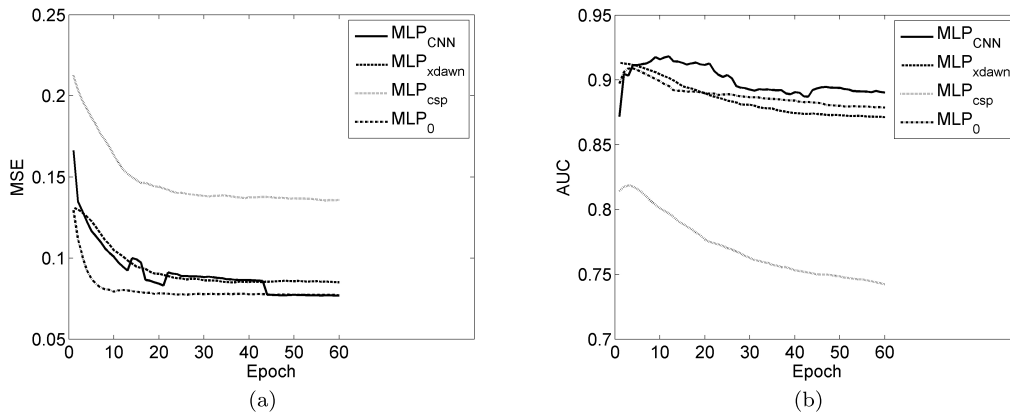 0.25
0.2
0.15
0.1
0.05
MSE
0 10 20 30 40 50 60
Epoch
MLP_CNN
MLP_xdawn
MLP_csp
MLP_0
(a)
0.95
0.9
0.85
0.8
0.75
0.7
AUC
0 10 20 30 40 50 60
Epoch
MLP_CNN
MLP_xdawn
MLP_csp
MLP_0
(b)